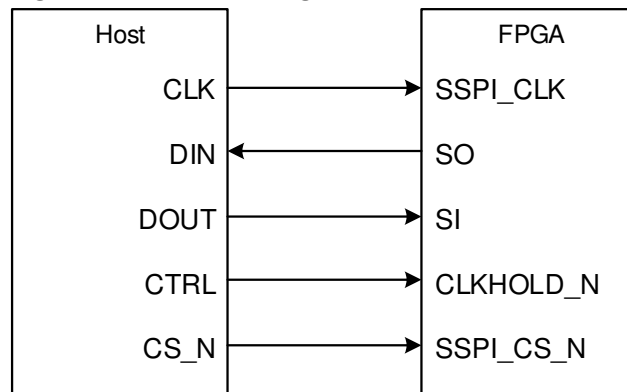 Host
FPGA
CLK
SSPI_CLK
DIN
SO
DOUT
SI
CTRL
CLKHOLD_N
CS_N
SSPI_CS_N